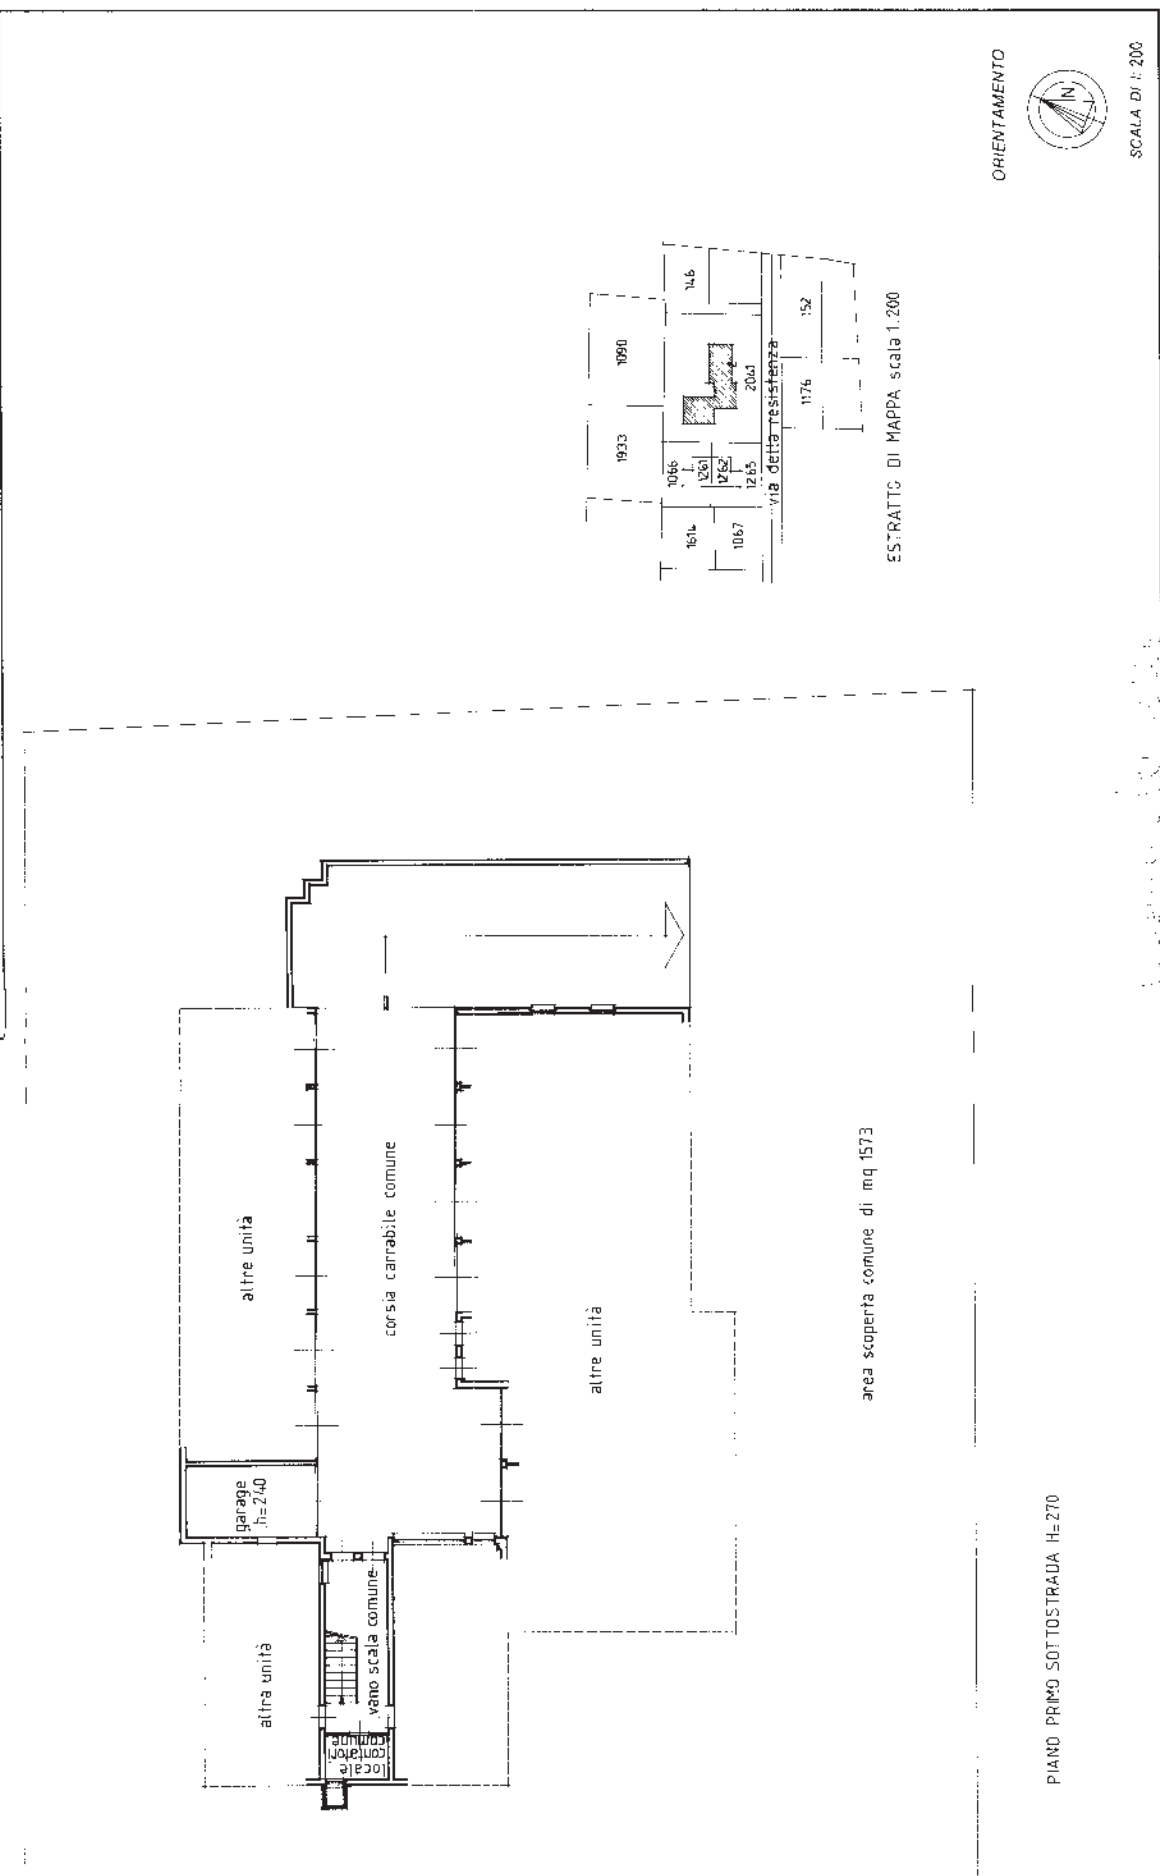 altra unità
locale
contatori
comune
vano scala comune
garage
h=240
altre unità
corsia carrabile comune
altre unità
area scoperta comune di mq 1573
PIANO PRIMO SOTTOSTRADA H=270
1933
1090
1066
1261
1262
1265
1614
1067
146
2041
via della resistenza
1176
152
ESTRATTO DI MAPPA scala 1:200
ORIENTAMENTO
N
SCALA DI 1: 200